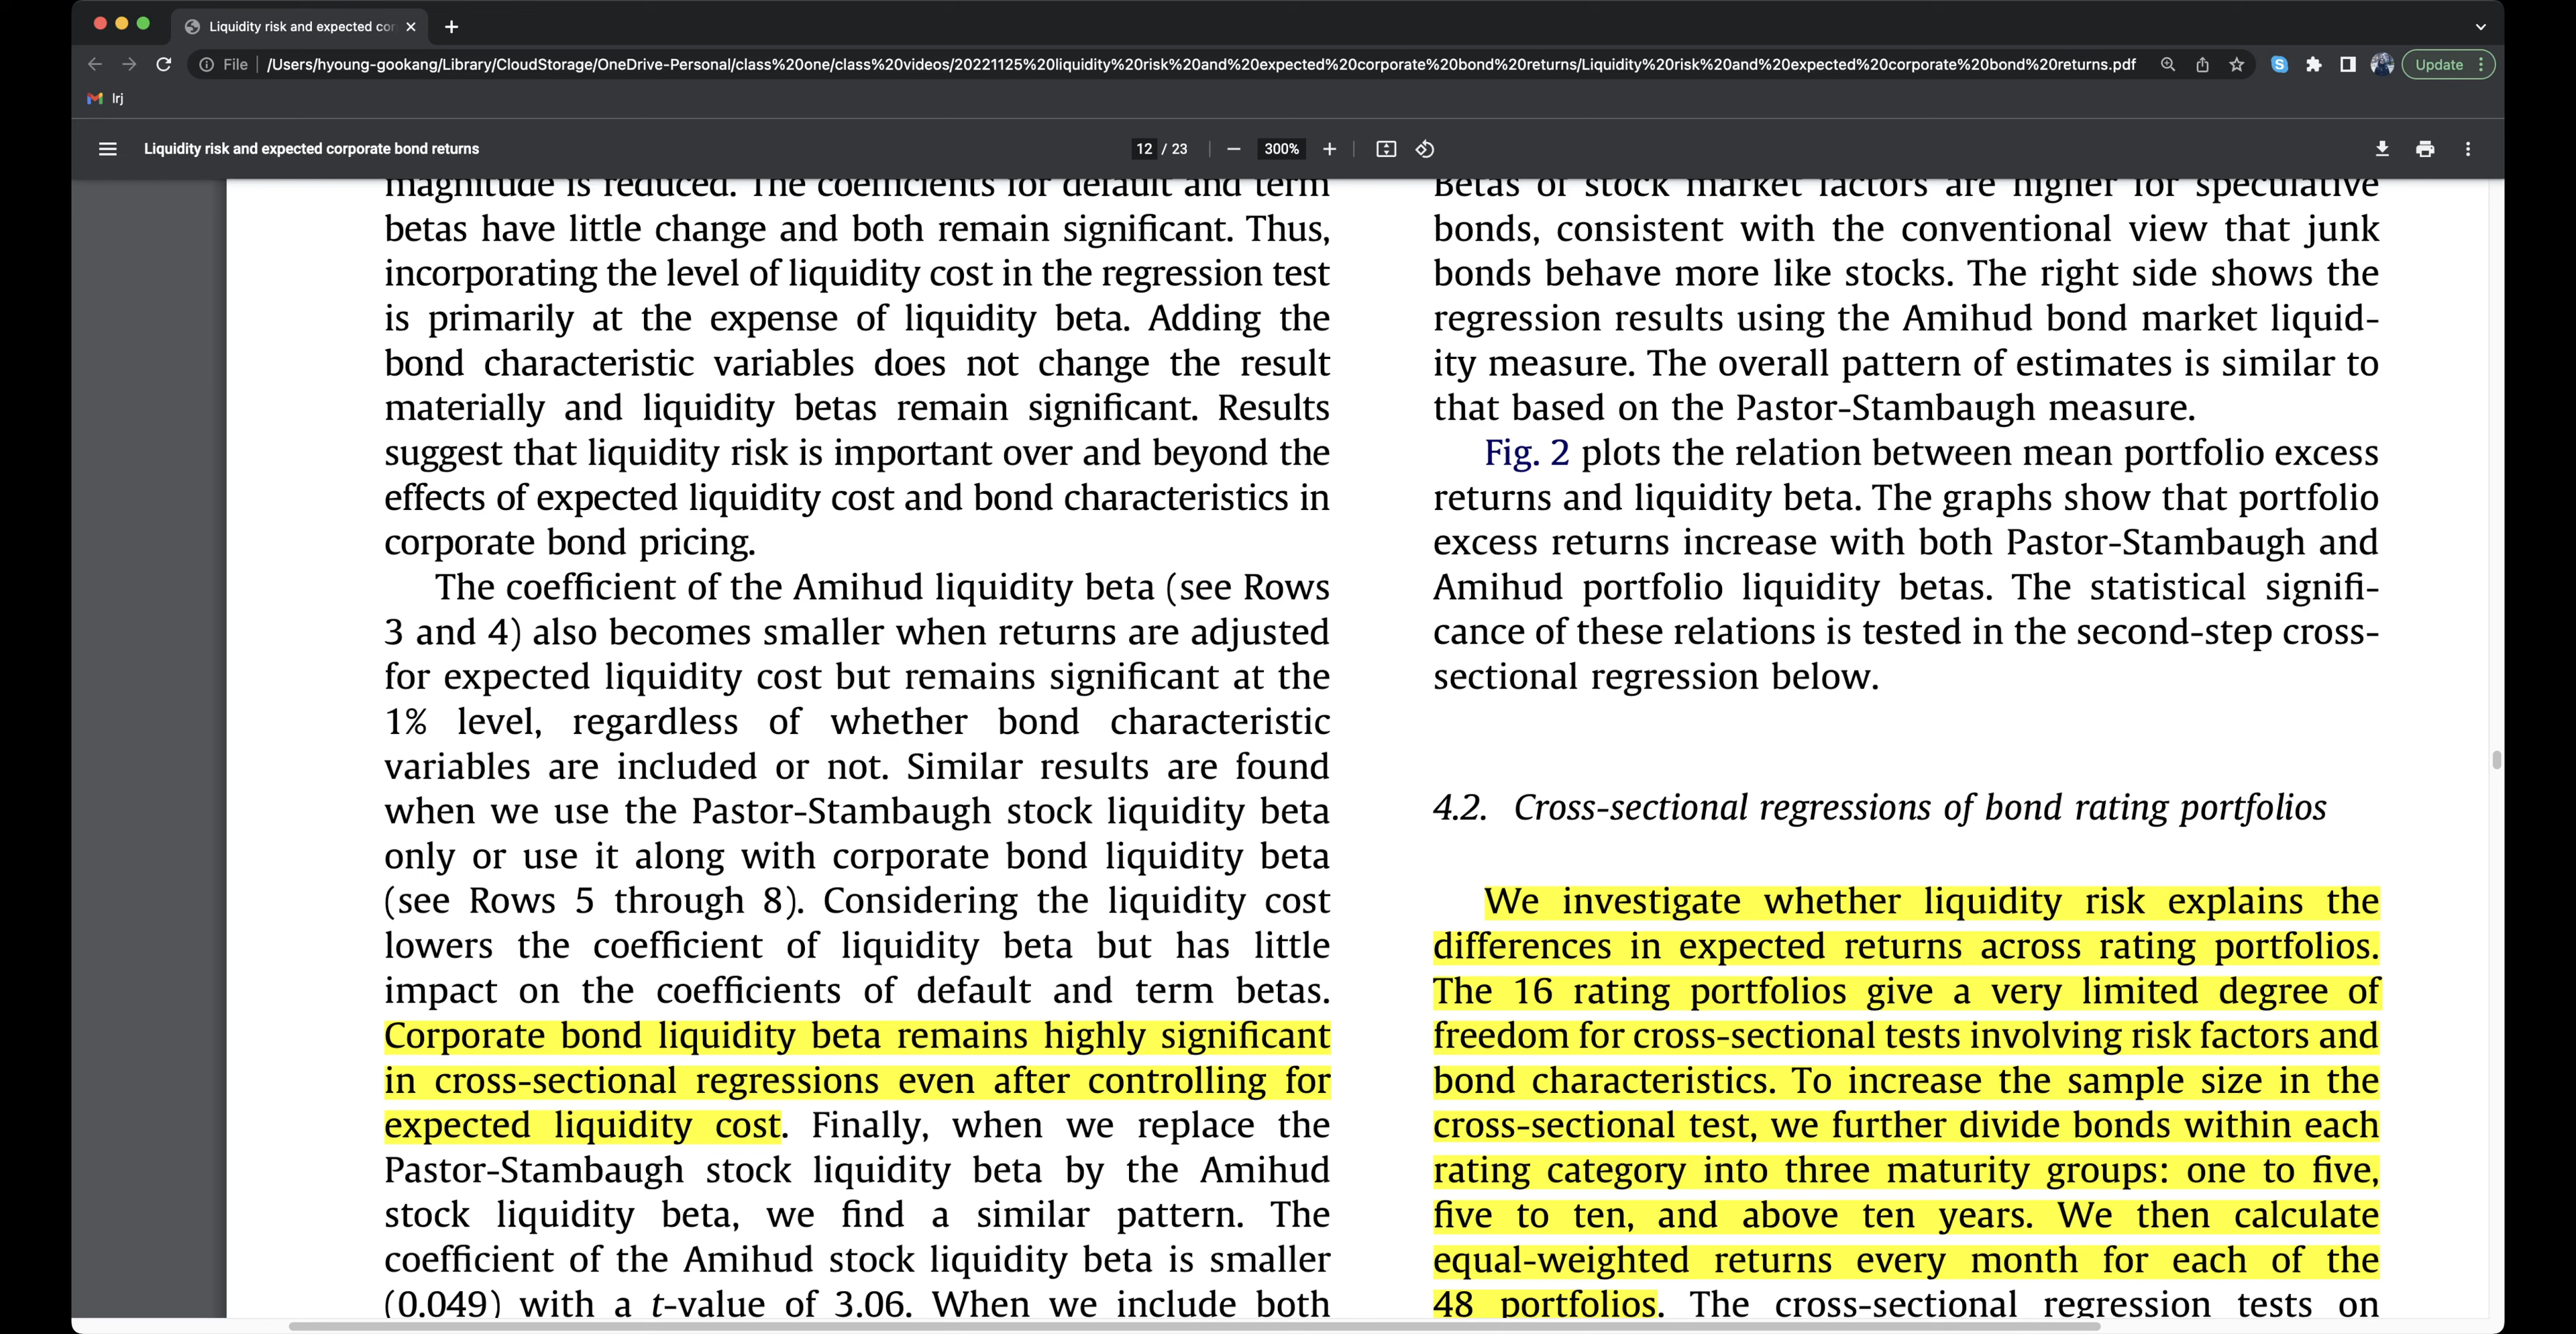 Liquidity risk and expected cor
File
/Users/hyoung-gookang/Library/CloudStorage/OneDrive-Personal/class%20one/class%20videos/20221125%20liquidity%20risk%20and%20expected%20corporate%20bond%20returns/Liquidity%20risk%20and%20expected%20corporate%20bond%20returns.pdf
Update
lrj
Liquidity risk and expected corporate bond returns
12 / 23
300%
magnitude is reduced. The coefficients for default and term
betas have little change and both remain significant. Thus,
incorporating the level of liquidity cost in the regression test
is primarily at the expense of liquidity beta. Adding the
bond characteristic variables does not change the result
materially and liquidity betas remain significant. Results
suggest that liquidity risk is important over and beyond the
effects of expected liquidity cost and bond characteristics in
corporate bond pricing.
The coefficient of the Amihud liquidity beta (see Rows
3 and 4) also becomes smaller when returns are adjusted
for expected liquidity cost but remains significant at the
1% level, regardless of whether bond characteristic
variables are included or not. Similar results are found
when we use the Pastor-Stambaugh stock liquidity beta
only or use it along with corporate bond liquidity beta
(see Rows 5 through 8). Considering the liquidity cost
lowers the coefficient of liquidity beta but has little
impact on the coefficients of default and term betas.
Corporate bond liquidity beta remains highly significant
in cross-sectional regressions even after controlling for
expected liquidity cost. Finally, when we replace the
Pastor-Stambaugh stock liquidity beta by the Amihud
stock liquidity beta, we find a similar pattern. The
coefficient of the Amihud stock liquidity beta is smaller
(0.049) with a t-value of 3.06. When we include both
Betas of stock market factors are higher for speculative
bonds, consistent with the conventional view that junk
bonds behave more like stocks. The right side shows the
regression results using the Amihud bond market liquid-
ity measure. The overall pattern of estimates is similar to
that based on the Pastor-Stambaugh measure.
Fig. 2 plots the relation between mean portfolio excess
returns and liquidity beta. The graphs show that portfolio
excess returns increase with both Pastor-Stambaugh and
Amihud portfolio liquidity betas. The statistical signifi-
cance of these relations is tested in the second-step cross-
sectional regression below.
4.2. Cross-sectional regressions of bond rating portfolios
We investigate whether liquidity risk explains the
differences in expected returns across rating portfolios.
The 16 rating portfolios give a very limited degree of
freedom for cross-sectional tests involving risk factors and
bond characteristics. To increase the sample size in the
cross-sectional test, we further divide bonds within each
rating category into three maturity groups: one to five,
five to ten, and above ten years. We then calculate
equal-weighted returns every month for each of the
48 portfolios. The cross-sectional regression tests on